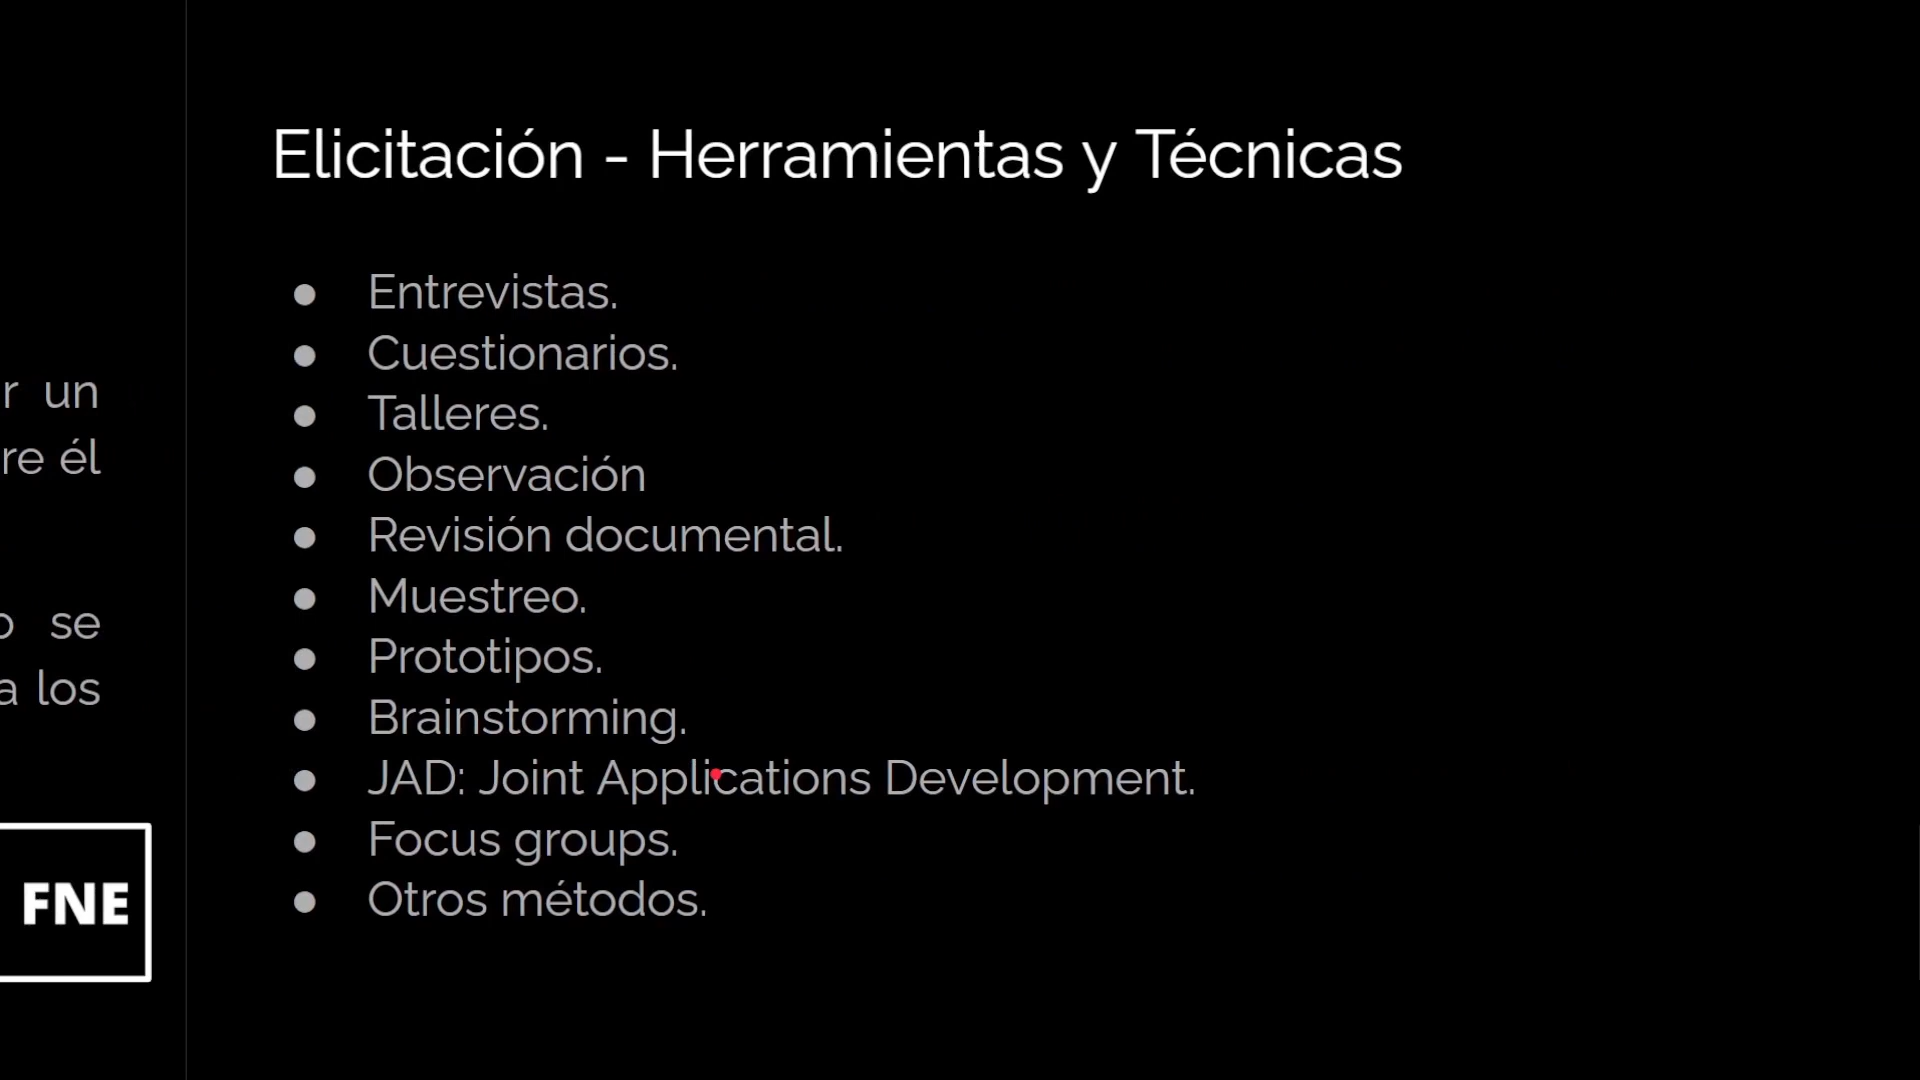 Elicitación - Herramientas y Técnicas
● Entrevistas.
● Cuestionarios.
● Talleres.
● Observación
● Revisión documental.
● Muestreo.
● Prototipos.
● Brainstorming.
● JAD: Joint Applications Development.
● Focus groups.
● Otros métodos.
r un
re él
o se
a los
FNE